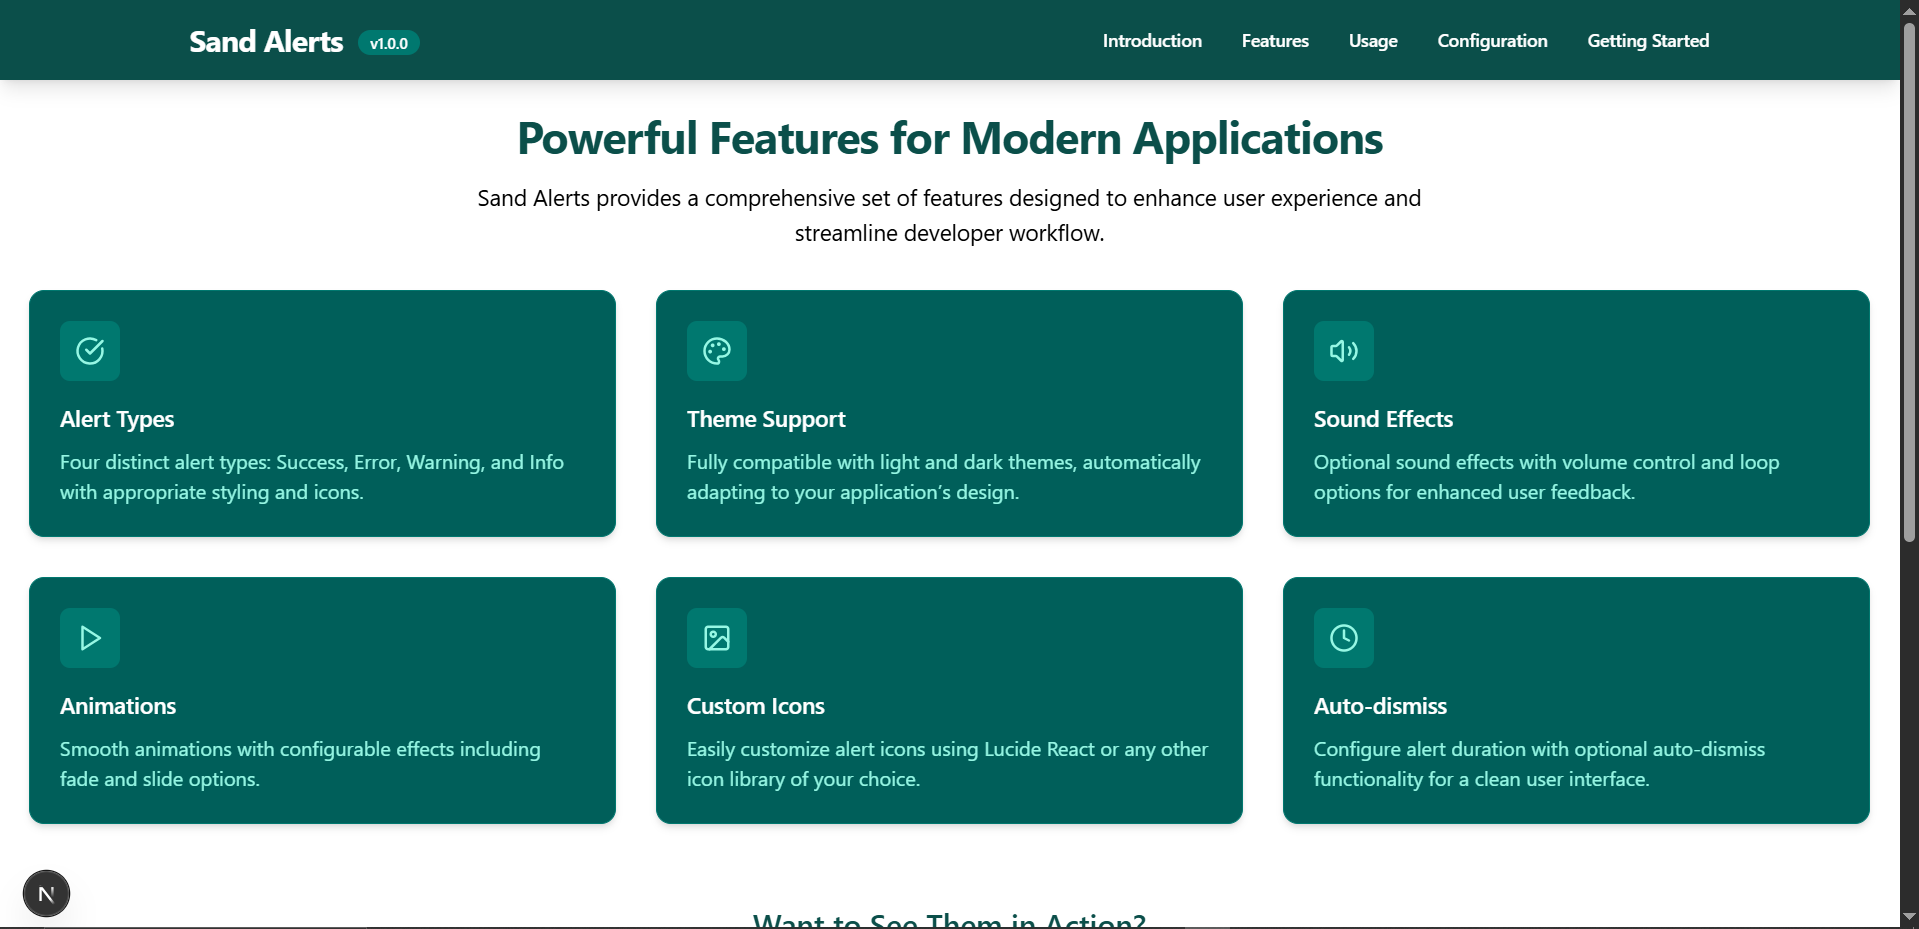 Sand Alerts v1.0.0 Introduction Features Usage Configuration Getting Started
Powerful Features for Modern Applications
Sand Alerts provides a comprehensive set of features designed to enhance user experience and
streamline developer workflow.
Alert Types
Four distinct alert types: Success, Error, Warning, and Info
with appropriate styling and icons.
Theme Support
Fully compatible with light and dark themes, automatically
adapting to your application’s design.
Sound Effects
Optional sound effects with volume control and loop
options for enhanced user feedback.
Animations
Smooth animations with configurable effects including
fade and slide options.
Custom Icons
Easily customize alert icons using Lucide React or any other
icon library of your choice.
Auto-dismiss
Configure alert duration with optional auto-dismiss
functionality for a clean user interface.
N
Want to See Them in Action?